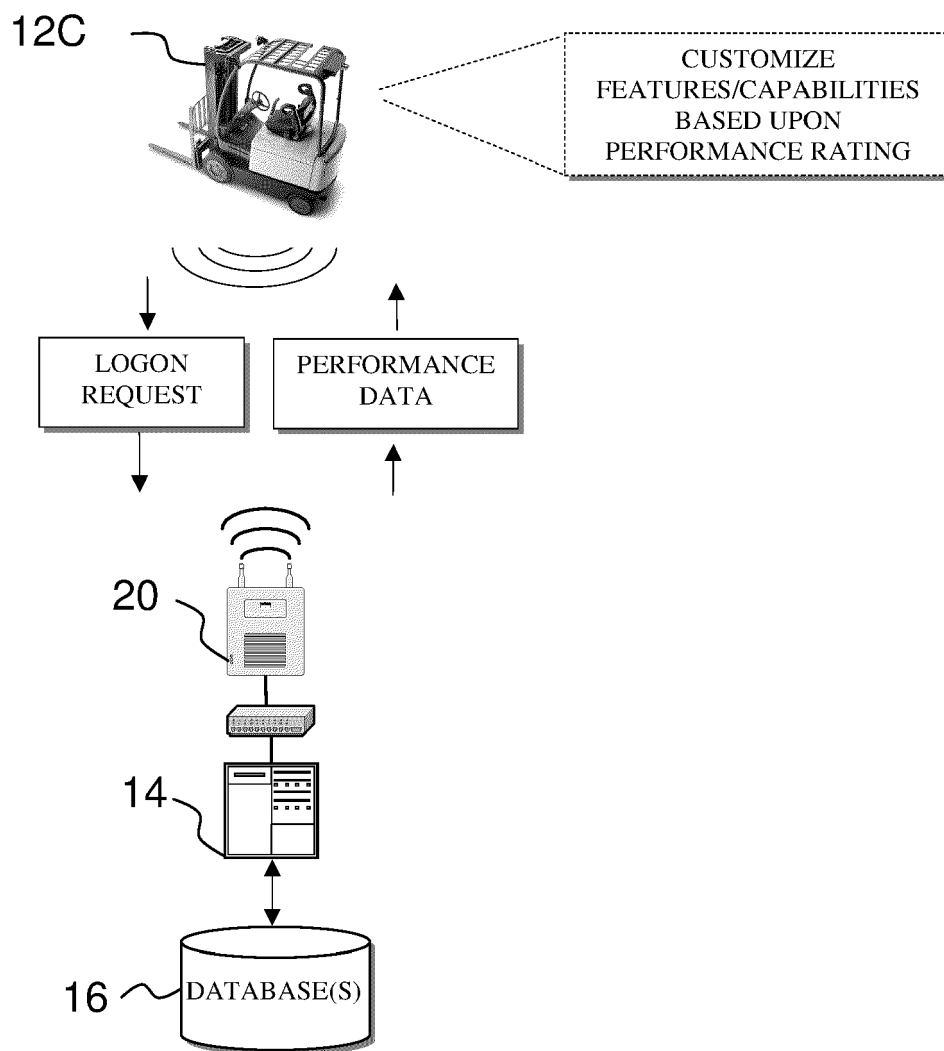 12C
CUSTOMIZE
FEATURES/CAPABILITIES
BASED UPON
PERFORMANCE RATING
LOGON
REQUEST
PERFORMANCE
DATA
20
14
16
DATABASE(S)